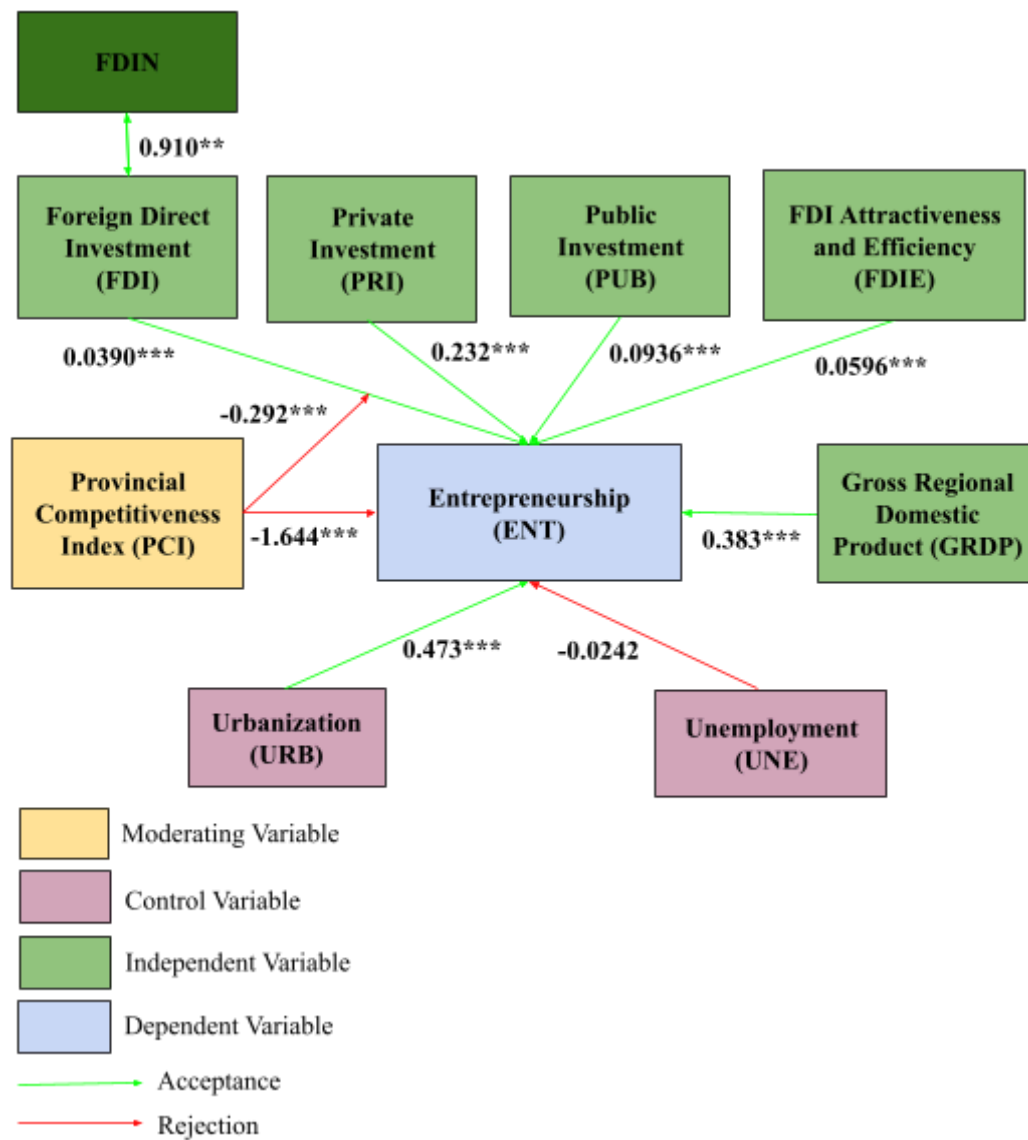 FDIN
0.910**
Foreign Direct
Investment
(FDI)
Private
Investment
(PRI)
Public
Investment
(PUB)
FDI Attractiveness
and Efficiency
(FDIE)
0.0390***
0.232***
0.0936***
0.0596***
-0.292***
Provincial
Competitiveness
Index (PCI)
-1.644***
Entrepreneurship
(ENT)
0.383***
Gross Regional
Domestic
Product (GRDP)
0.473***
-0.0242
Urbanization
(URB)
Unemployment
(UNE)
Moderating Variable
Control Variable
Independent Variable
Dependent Variable
Acceptance
Rejection